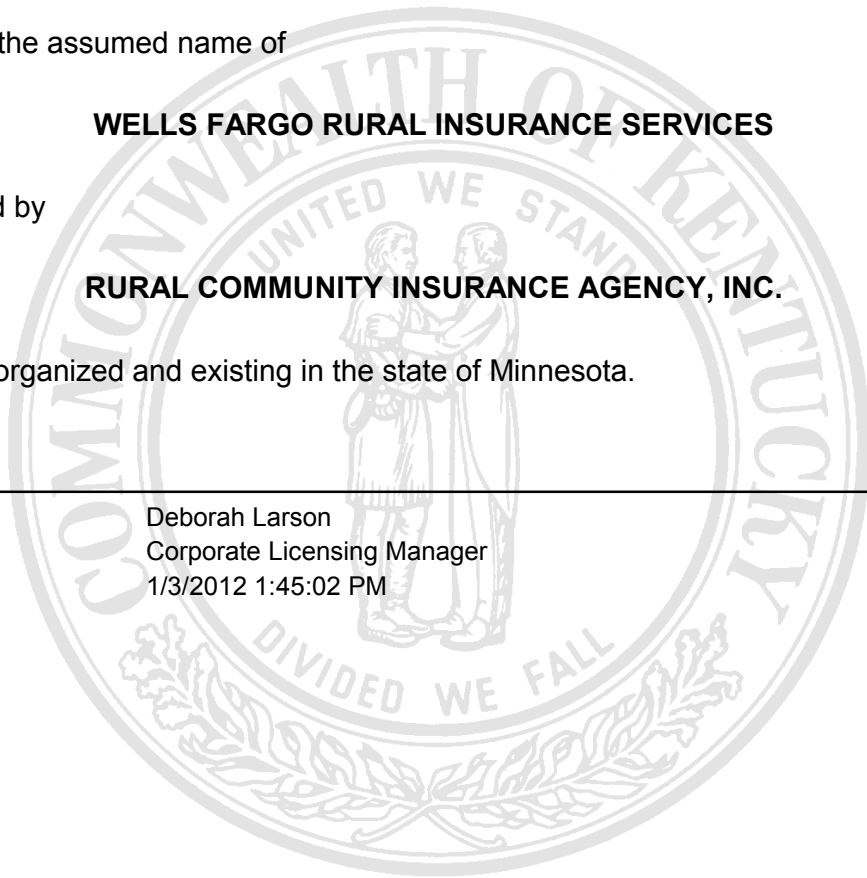 the assumed name of
WELLS FARGO RURAL INSURANCE SERVICES
d by
RURAL COMMUNITY INSURANCE AGENCY, INC.
organized and existing in the state of Minnesota.
Deborah Larson
Corporate Licensing Manager
1/3/2012 1:45:02 PM
COMMONWEALTH OF KENTUCKY
UNITED WE STAND
DIVIDED WE FALL